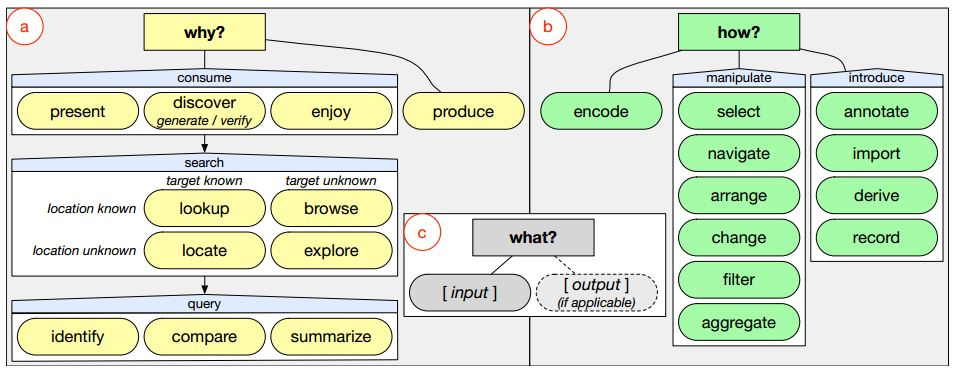 a
why?
consume
present
discover
generate / verify
enjoy
produce
search
target known
target unknown
location known
lookup
browse
location unknown
locate
explore
query
identify
compare
summarize
b
how?
encode
manipulate
select
navigate
arrange
change
filter
aggregate
introduce
annotate
import
derive
record
c
what?
[ input ]
[ output ]
(if applicable)